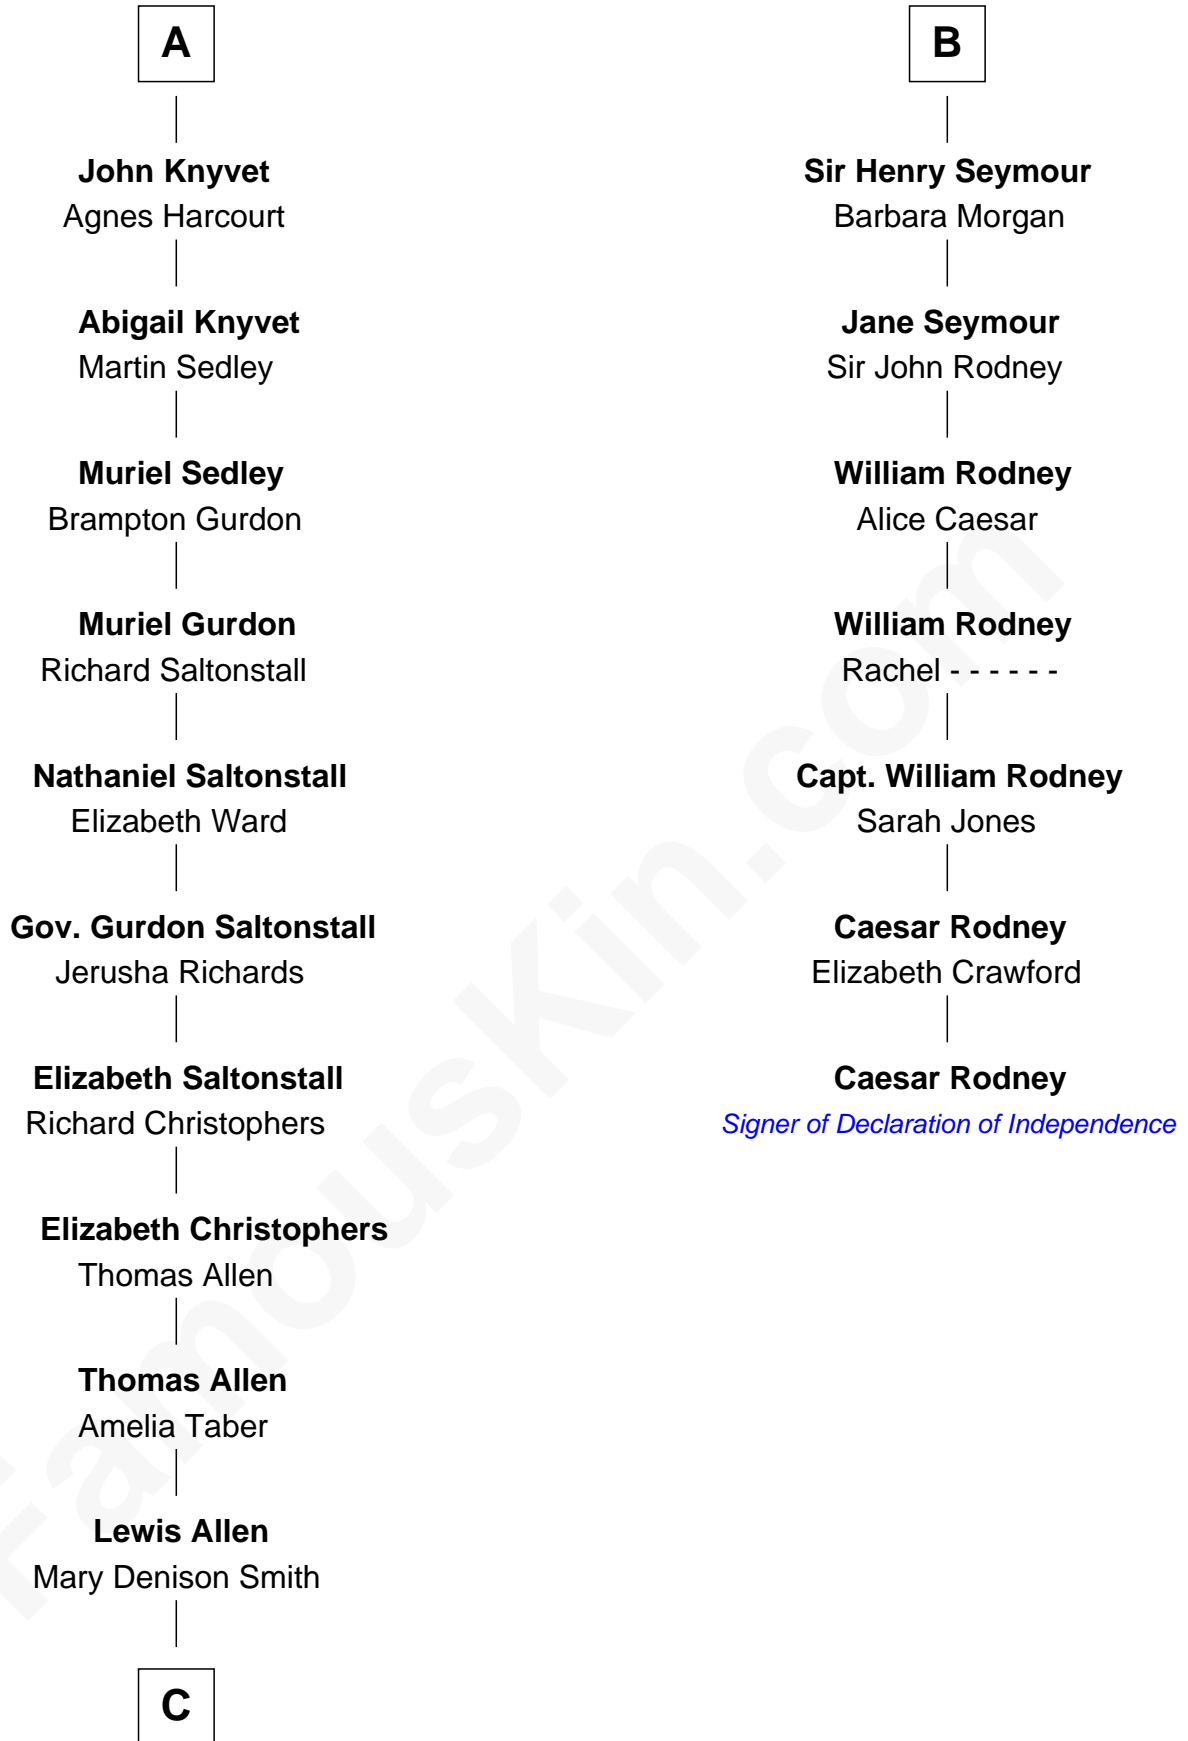 A
John Knyvet
Agnes Harcourt
Abigail Knyvet
Martin Sedley
Muriel Sedley
Brampton Gurdon
Muriel Gurdon
Richard Saltonstall
Nathaniel Saltonstall
Elizabeth Ward
Gov. Gurdon Saltonstall
Jerusha Richards
Elizabeth Saltonstall
Richard Christophers
Elizabeth Christophers
Thomas Allen
Thomas Allen
Amelia Taber
Lewis Allen
Mary Denison Smith
C
B
Sir Henry Seymour
Barbara Morgan
Jane Seymour
Sir John Rodney
William Rodney
Alice Caesar
William Rodney
Rachel - - - - - -
Capt. William Rodney
Sarah Jones
Caesar Rodney
Elizabeth Crawford
Caesar Rodney
Signer of Declaration of Independence
FamousKin.com